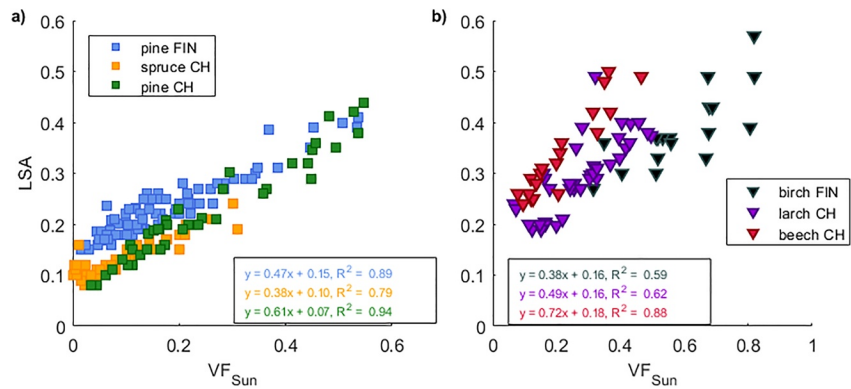 a)
0.6
0.5
0.4
0.3
0.2
0.1
0
LSA
pine FIN
spruce CH
pine CH
y = 0.47x + 0.15, R² = 0.89
y = 0.38x + 0.10, R² = 0.79
y = 0.61x + 0.07, R² = 0.94
0 0.2 0.4 0.6
VF_Sun
b)
0.6
0.5
0.4
0.3
0.2
0.1
0
birch FIN
larch CH
beech CH
y = 0.38x + 0.16, R² = 0.59
y = 0.49x + 0.16, R² = 0.62
y = 0.72x + 0.18, R² = 0.88
0 0.2 0.4 0.6 0.8 1
VF_Sun